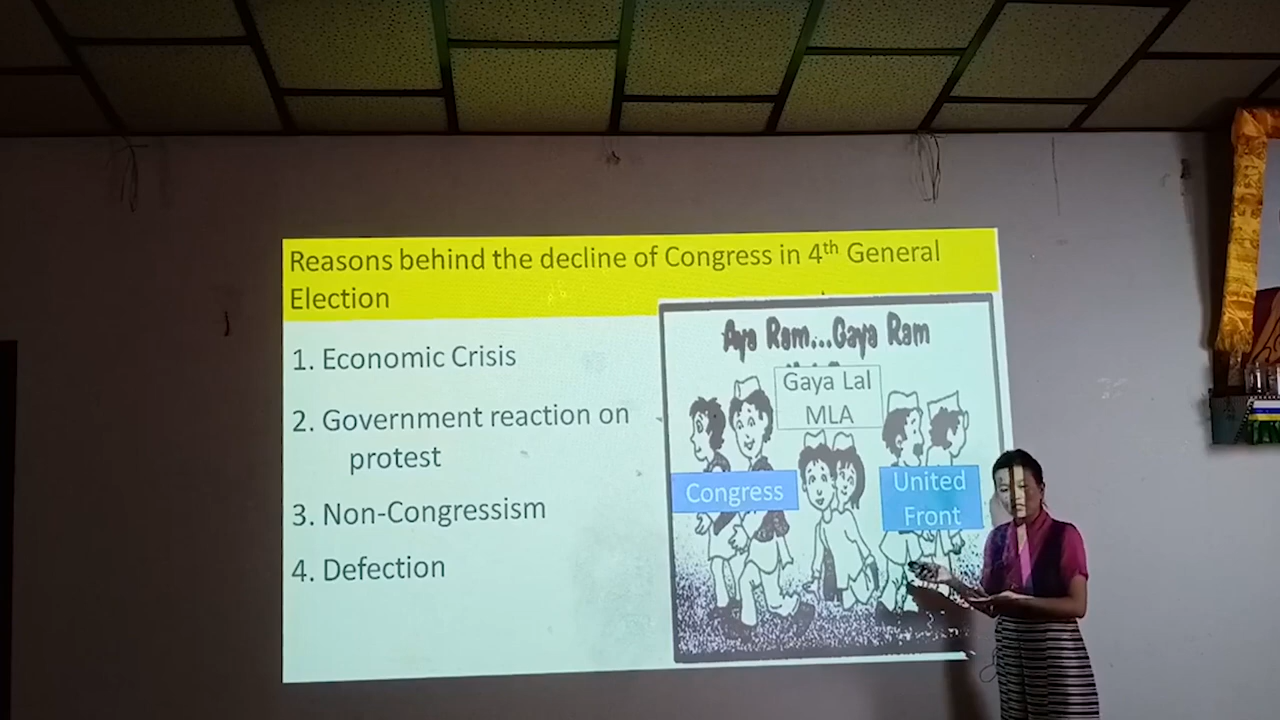 Reasons behind the decline of Congress in 4th General
Election
1. Economic Crisis
2. Government reaction on
protest
3. Non-Congressism
4. Defection
Aya Ram...Gaya Ram
Gaya Lal
MLA
Congress
United
Front